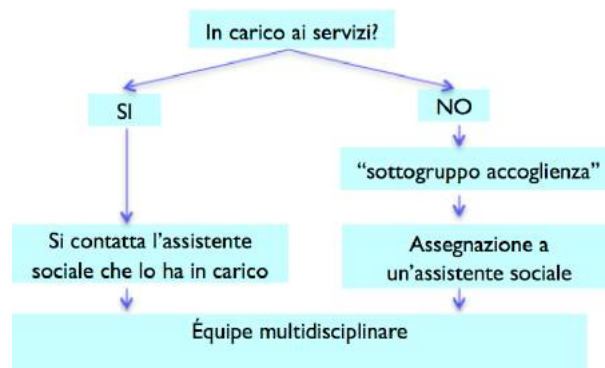 In carico ai servizi?
SI
NO
“sottogruppo accoglienza”
Si contatta l’assistente
sociale che lo ha in carico
Assegnazione a
un’assistente sociale
Équipe multidisciplinare